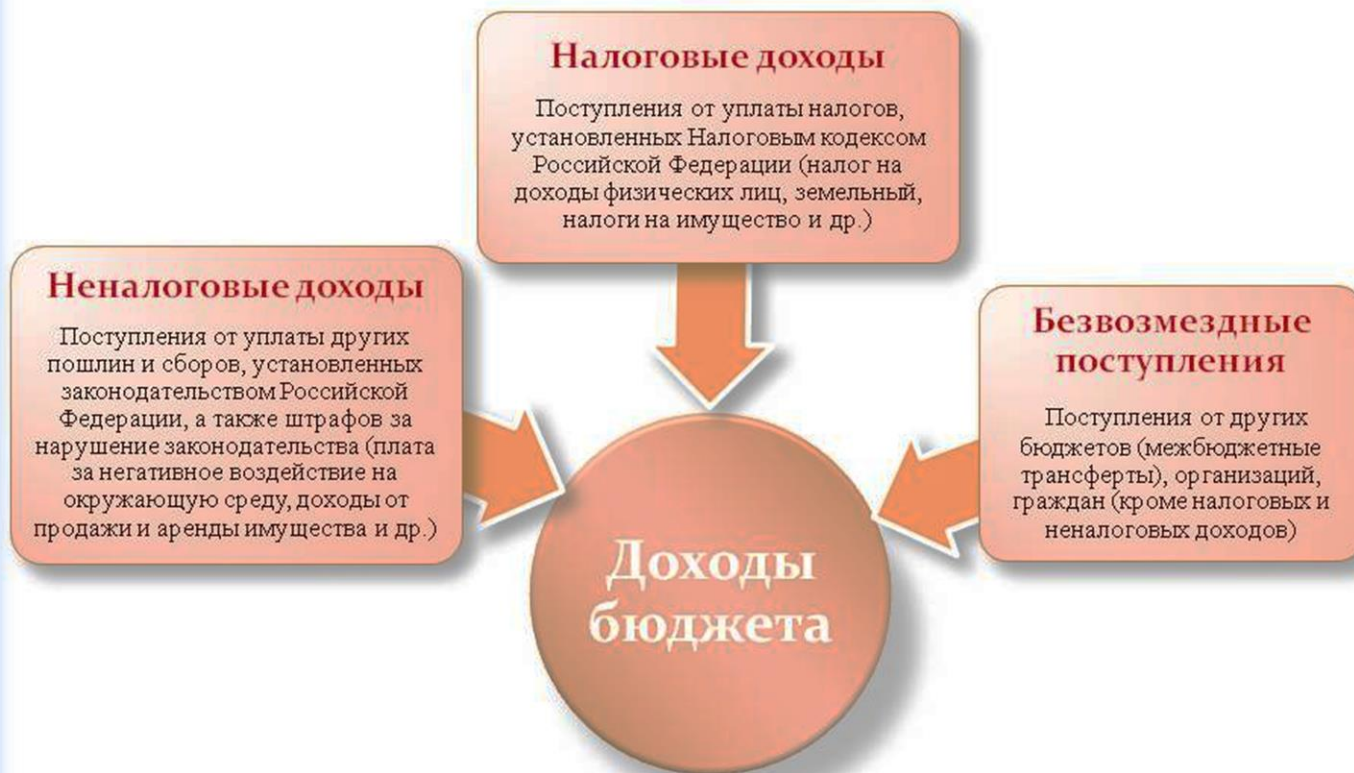 Налоговые доходы
Поступления от уплаты налогов,
установленных Налоговым кодексом
Российской Федерации (налог на
доходы физических лиц, земельный,
налоги на имущество и др.)
Неналоговые доходы
Поступления от уплаты других
пошлин и сборов, установленных
законодательством Российской
Федерации, а также штрафов за
нарушение законодательства (плата
за негативное воздействие на
окружающую среду, доходы от
продажи и аренды имущества и др.)
Безвозмездные
поступления
Поступления от других
бюджетов (межбюджетные
трансферты), организаций,
граждан (кроме налоговых и
неналоговых доходов)
Доходы
бюджета